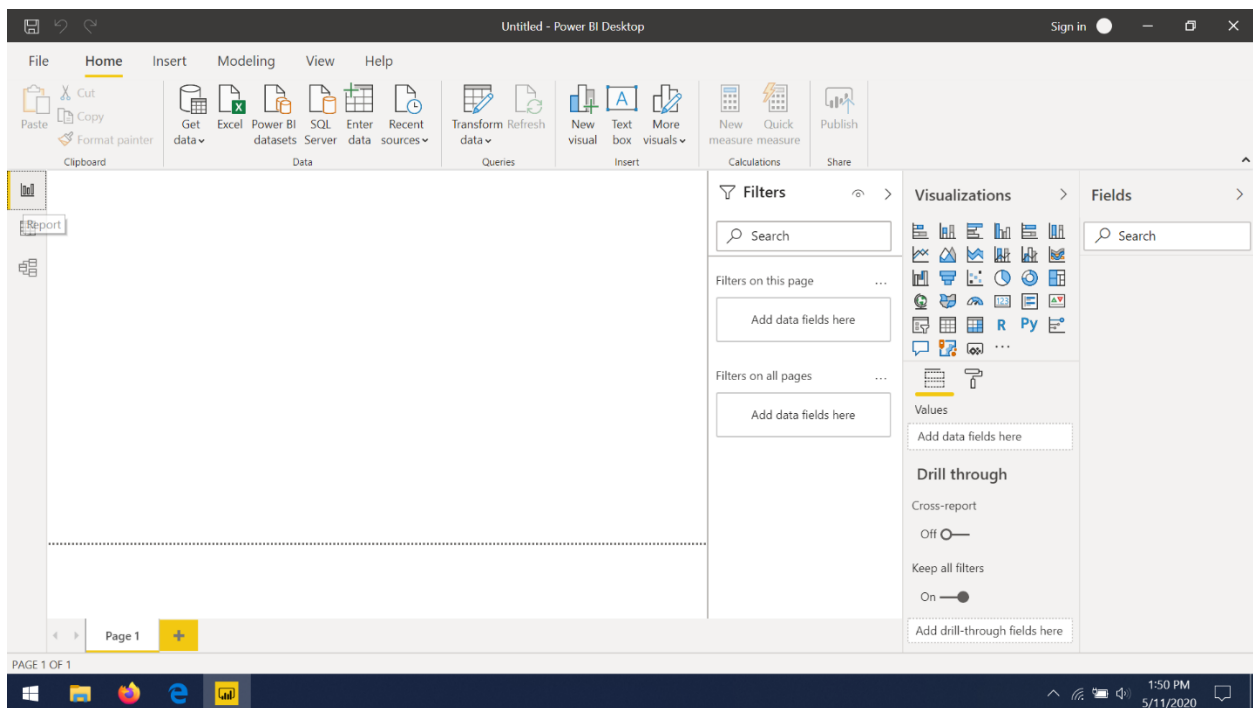 Untitled - Power BI Desktop
Sign in
File Home Insert Modeling View Help
Paste
Cut
Copy
Format painter
Clipboard
Get data
Excel
Power BI datasets
SQL Server
Enter data
Recent sources
Data
Transform data
Refresh
Queries
New visual
Text box
More visuals
Insert
New measure
Quick measure
Calculations
Publish
Share
Report
Filters
Search
Filters on this page ...
Add data fields here
Filters on all pages ...
Add data fields here
Visualizations
123
R Py
...
Values
Add data fields here
Drill through
Cross-report
Off
Keep all filters
On
Add drill-through fields here
Fields
Search
Page 1
PAGE 1 OF 1
1:50 PM
5/11/2020